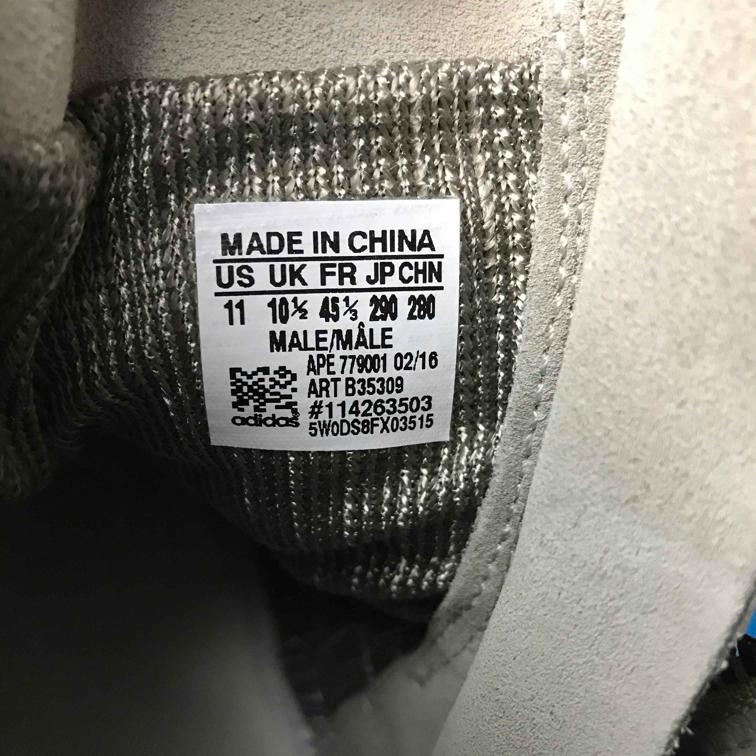 MADE IN CHINA
US UK FR JP CHN
11 10½ 45⅓ 290 280
MALE/MÂLE
APE 779001 02/16
ART B35309
#114263503
adidas 5W0DS8FX03515